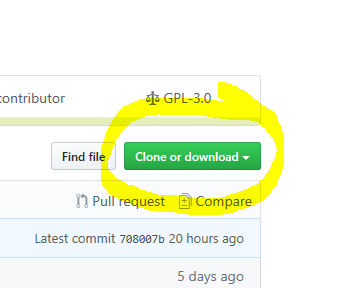 contributor GPL-3.0
Find file Clone or download
Pull request Compare
Latest commit 708007b 20 hours ago
5 days ago